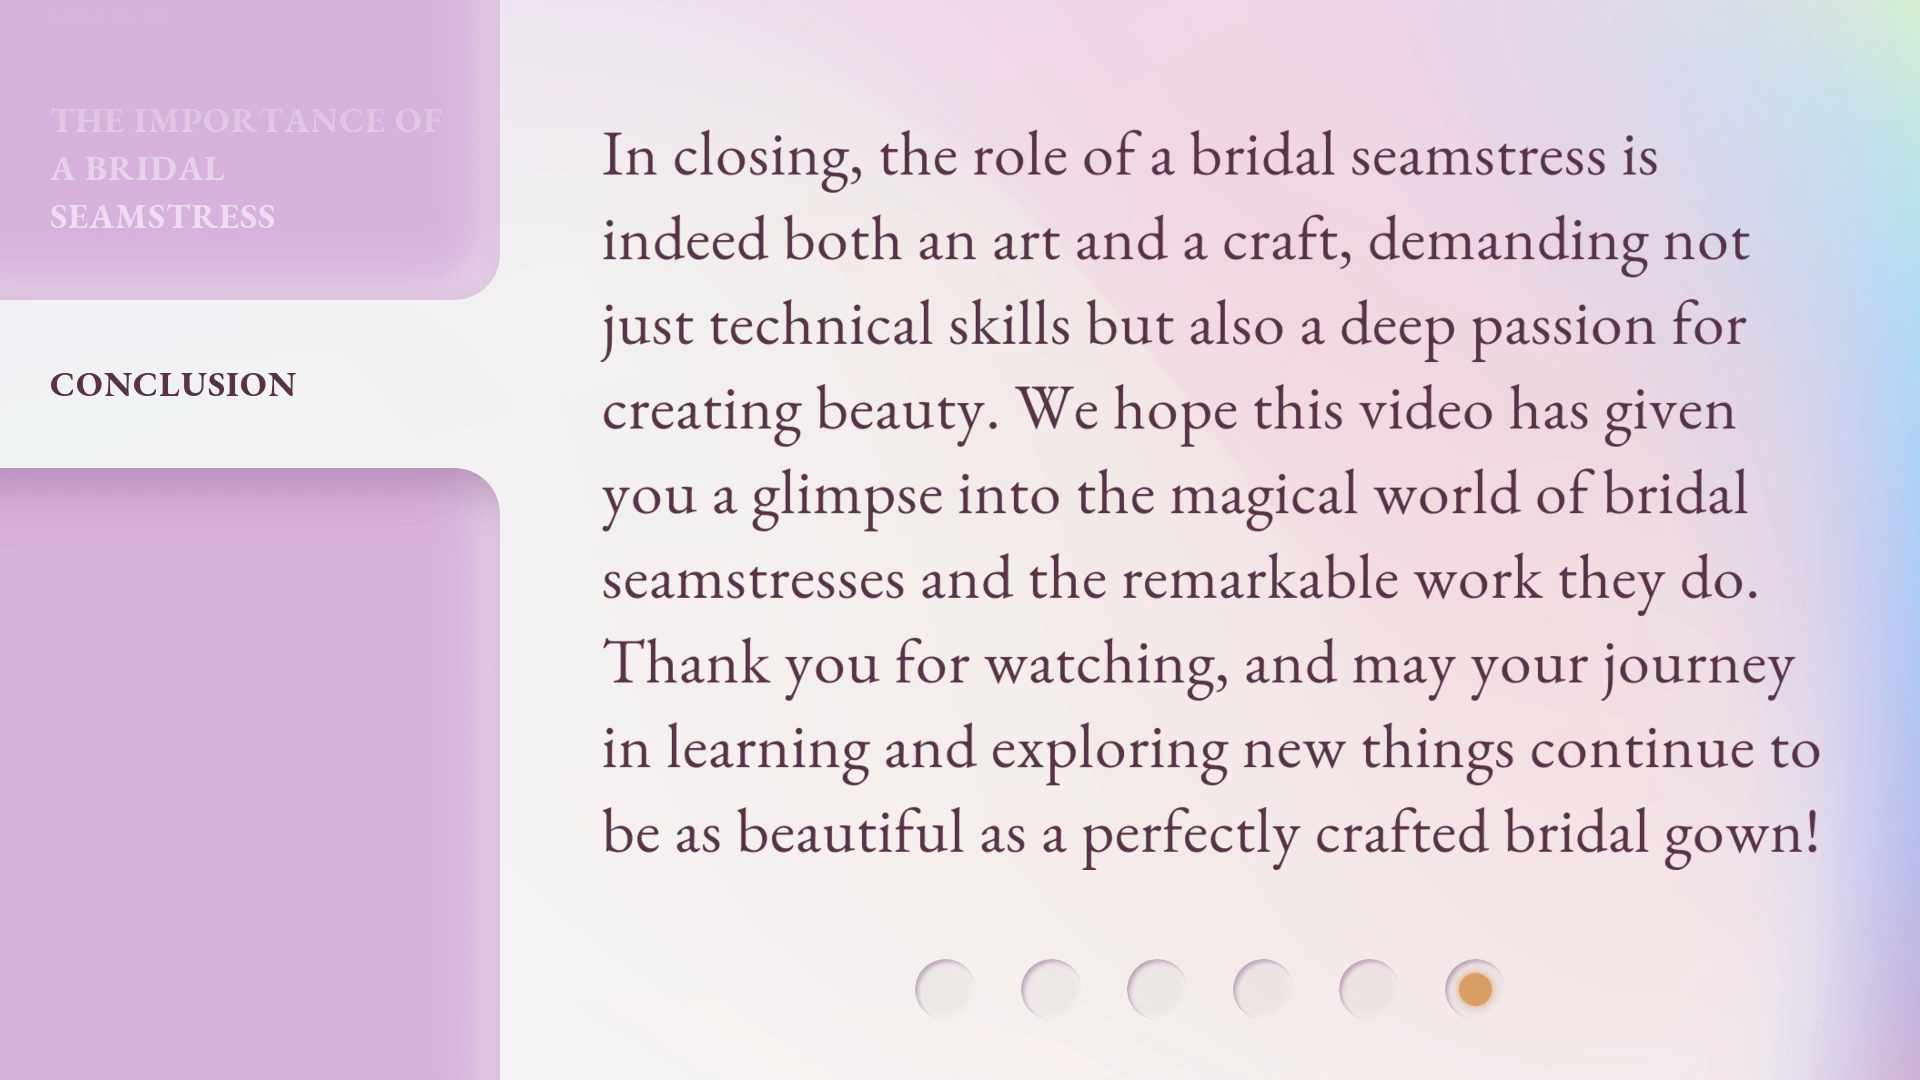 THE IMPORTANCE OF
A BRIDAL
SEAMSTRESS
CONCLUSION
In closing, the role of a bridal seamstress is
indeed both an art and a craft, demanding not
just technical skills but also a deep passion for
creating beauty. We hope this video has given
you a glimpse into the magical world of bridal
seamstresses and the remarkable work they do.
Thank you for watching, and may your journey
in learning and exploring new things continue to
be as beautiful as a perfectly crafted bridal gown!